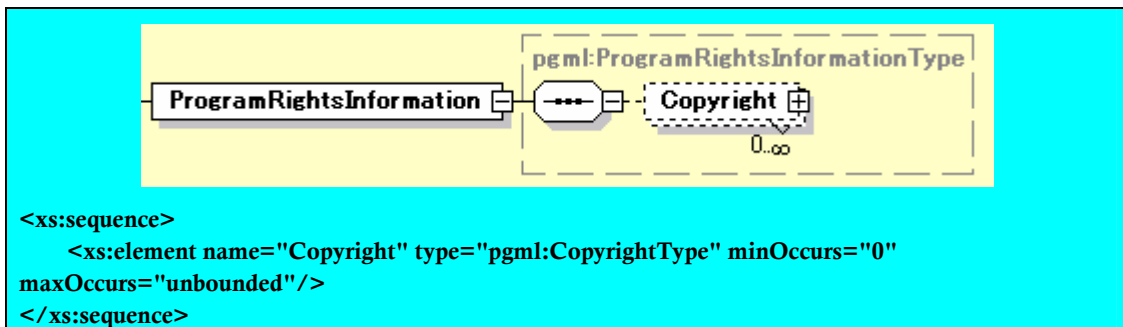 pgml:ProgramRightsInformationType
ProgramRightsInformation
Copyright
0..∞
<xs:sequence>
<xs:element name="Copyright" type="pgml:CopyrightType" minOccurs="0"
maxOccurs="unbounded"/>
</xs:sequence>